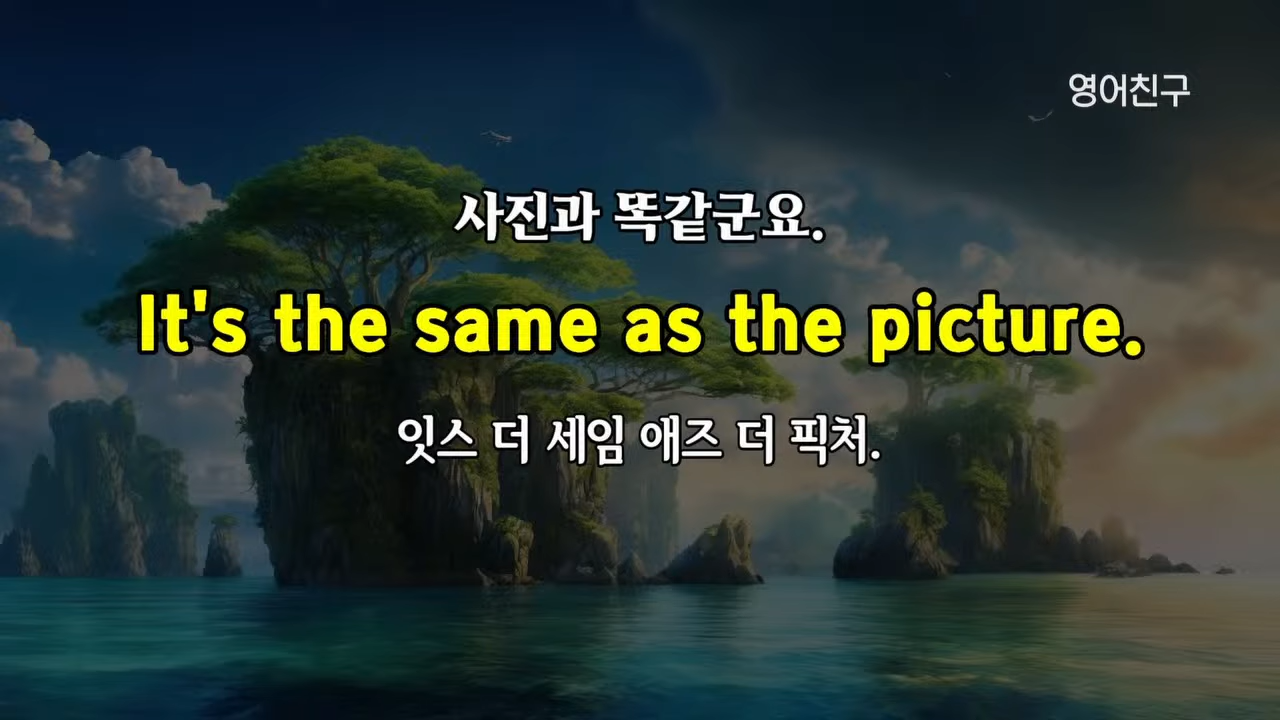 영어친구
사진과 똑같군요.
It's the same as the picture.
잇스 더 세임 애즈 더 픽처.